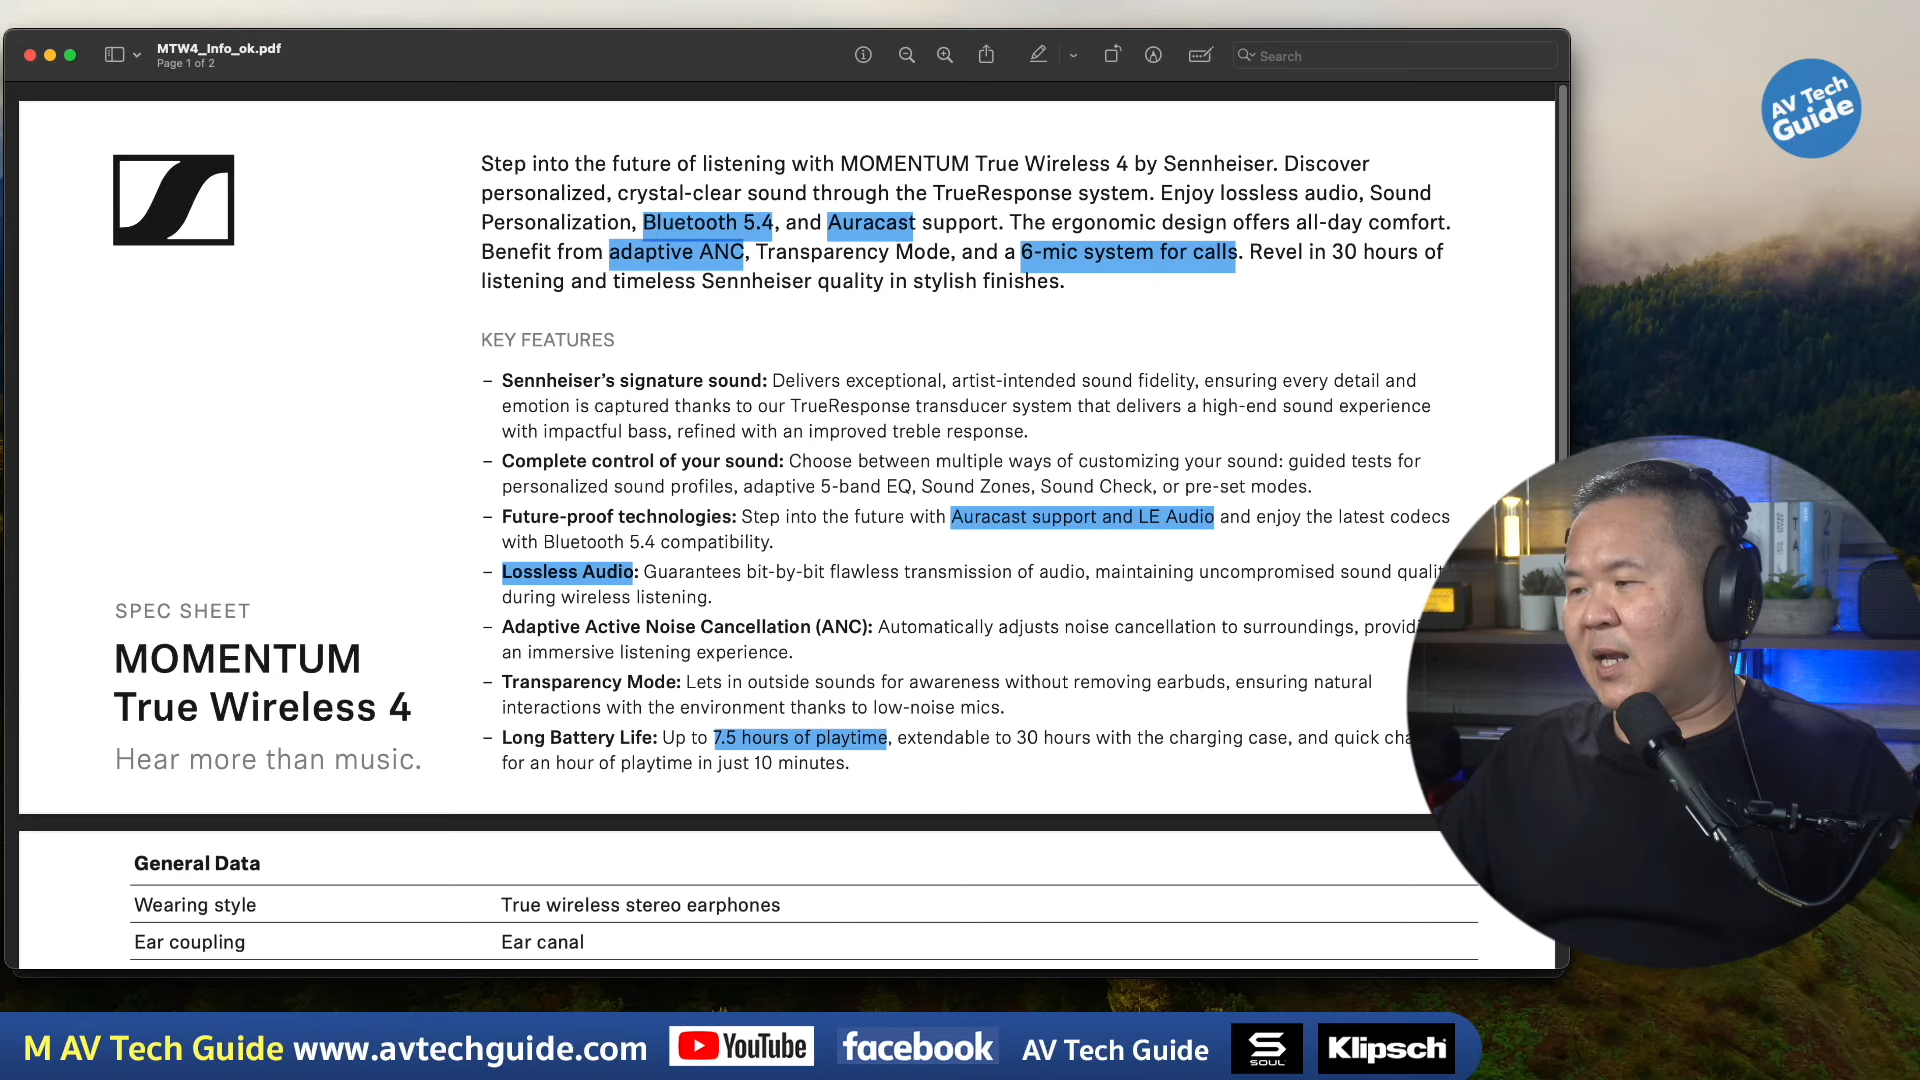 MTW4_Info_ok.pdf
Page 1 of 2
Search
AV Tech
Guide
Step into the future of listening with MOMENTUM True Wireless 4 by Sennheiser. Discover
personalized, crystal-clear sound through the TrueResponse system. Enjoy lossless audio, Sound
Personalization, Bluetooth 5.4, and Auracast support. The ergonomic design offers all-day comfort.
Benefit from adaptive ANC, Transparency Mode, and a 6-mic system for calls. Revel in 30 hours of
listening and timeless Sennheiser quality in stylish finishes.
KEY FEATURES
– Sennheiser’s signature sound: Delivers exceptional, artist-intended sound fidelity, ensuring every detail and
emotion is captured thanks to our TrueResponse transducer system that delivers a high-end sound experience
with impactful bass, refined with an improved treble response.
– Complete control of your sound: Choose between multiple ways of customizing your sound: guided tests for
personalized sound profiles, adaptive 5-band EQ, Sound Zones, Sound Check, or pre-set modes.
– Future-proof technologies: Step into the future with Auracast support and LE Audio and enjoy the latest codecs
with Bluetooth 5.4 compatibility.
– Lossless Audio: Guarantees bit-by-bit flawless transmission of audio, maintaining uncompromised sound qualit
during wireless listening.
– Adaptive Active Noise Cancellation (ANC): Automatically adjusts noise cancellation to surroundings, providi
an immersive listening experience.
– Transparency Mode: Lets in outside sounds for awareness without removing earbuds, ensuring natural
interactions with the environment thanks to low-noise mics.
– Long Battery Life: Up to 7.5 hours of playtime, extendable to 30 hours with the charging case, and quick cha
for an hour of playtime in just 10 minutes.
SPEC SHEET
MOMENTUM
True Wireless 4
Hear more than music.
General Data
Wearing style True wireless stereo earphones
Ear coupling Ear canal
M AV Tech Guide www.avtechguide.com YouTube facebook AV Tech Guide SOUL Klipsch